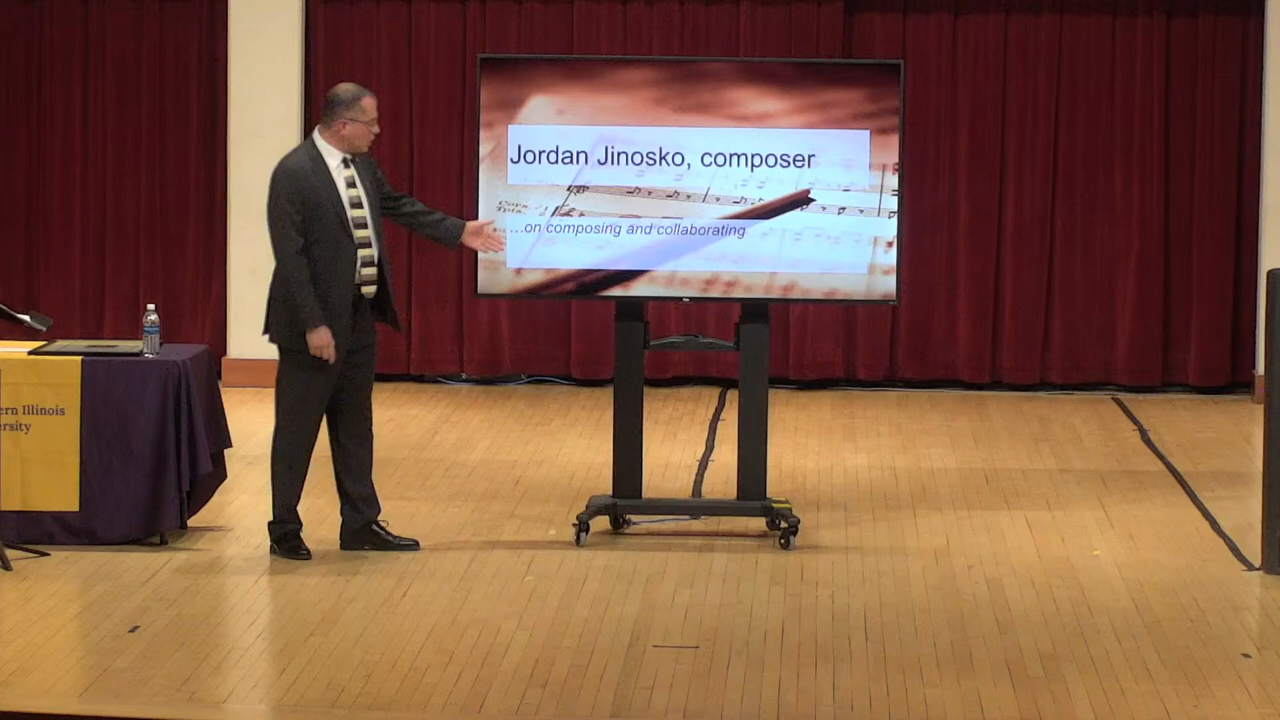 Jordan Jinosko, composer
...on composing and collaborating
ern Illinois
ersity